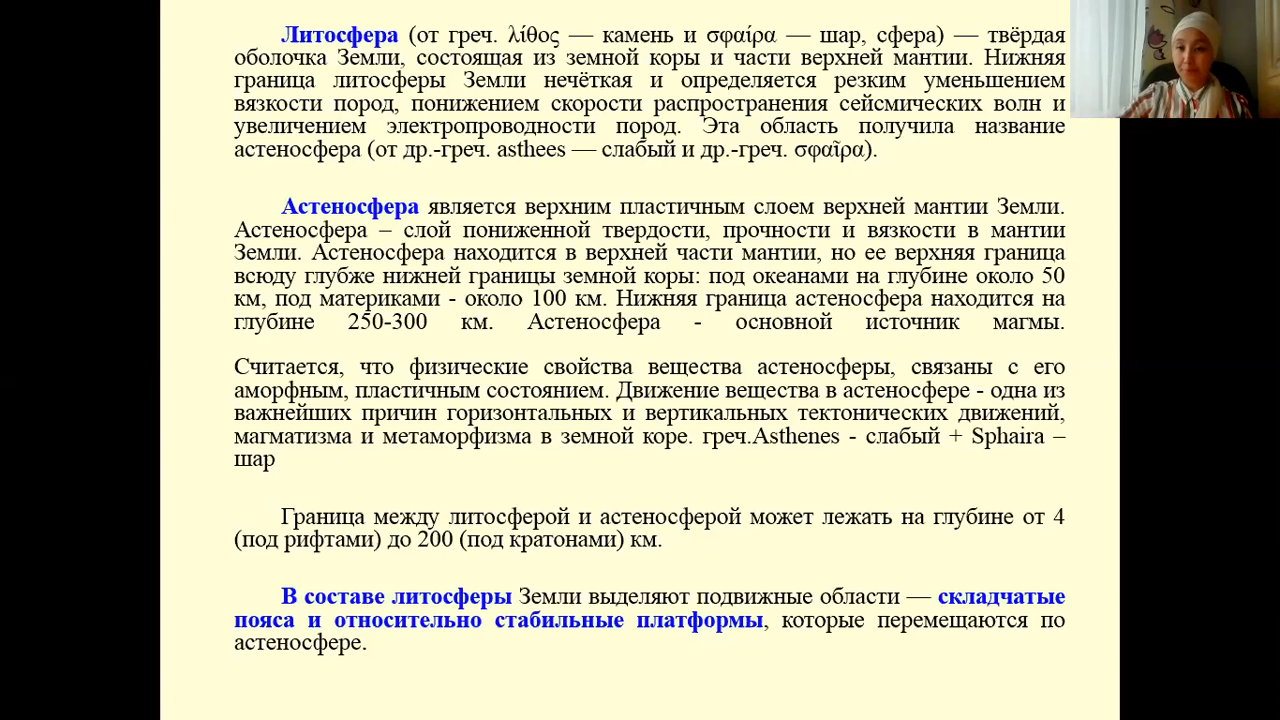 Литосфера (от греч. λίθος — камень и σφαίρα — шар, сфера) — твёрдая
оболочка Земли, состоящая из земной коры и части верхней мантии. Нижняя
граница литосферы Земли нечёткая и определяется резким уменьшением
вязкости пород, понижением скорости распространения сейсмических волн и
увеличением электропроводности пород. Эта область получила название
астеносфера (от др.-греч. asthees — слабый и др.-греч. σφαῖρα).
Астеносфера является верхним пластичным слоем верхней мантии Земли.
Астеносфера – слой пониженной твердости, прочности и вязкости в мантии
Земли. Астеносфера находится в верхней части мантии, но ее верхняя граница
всюду глубже нижней границы земной коры: под океанами на глубине около 50
км, под материками - около 100 км. Нижняя граница астеносфера находится на
глубине 250-300 км. Астеносфера - основной источник магмы.
Считается, что физические свойства вещества астеносферы, связаны с его
аморфным, пластичным состоянием. Движение вещества в астеносфере - одна из
важнейших причин горизонтальных и вертикальных тектонических движений,
магматизма и метаморфизма в земной коре. греч.Asthenes - слабый + Sphaira –
шар
Граница между литосферой и астеносферой может лежать на глубине от 4
(под рифтами) до 200 (под кратонами) км.
В составе литосферы Земли выделяют подвижные области — складчатые
пояса и относительно стабильные платформы, которые перемещаются по
астеносфере.